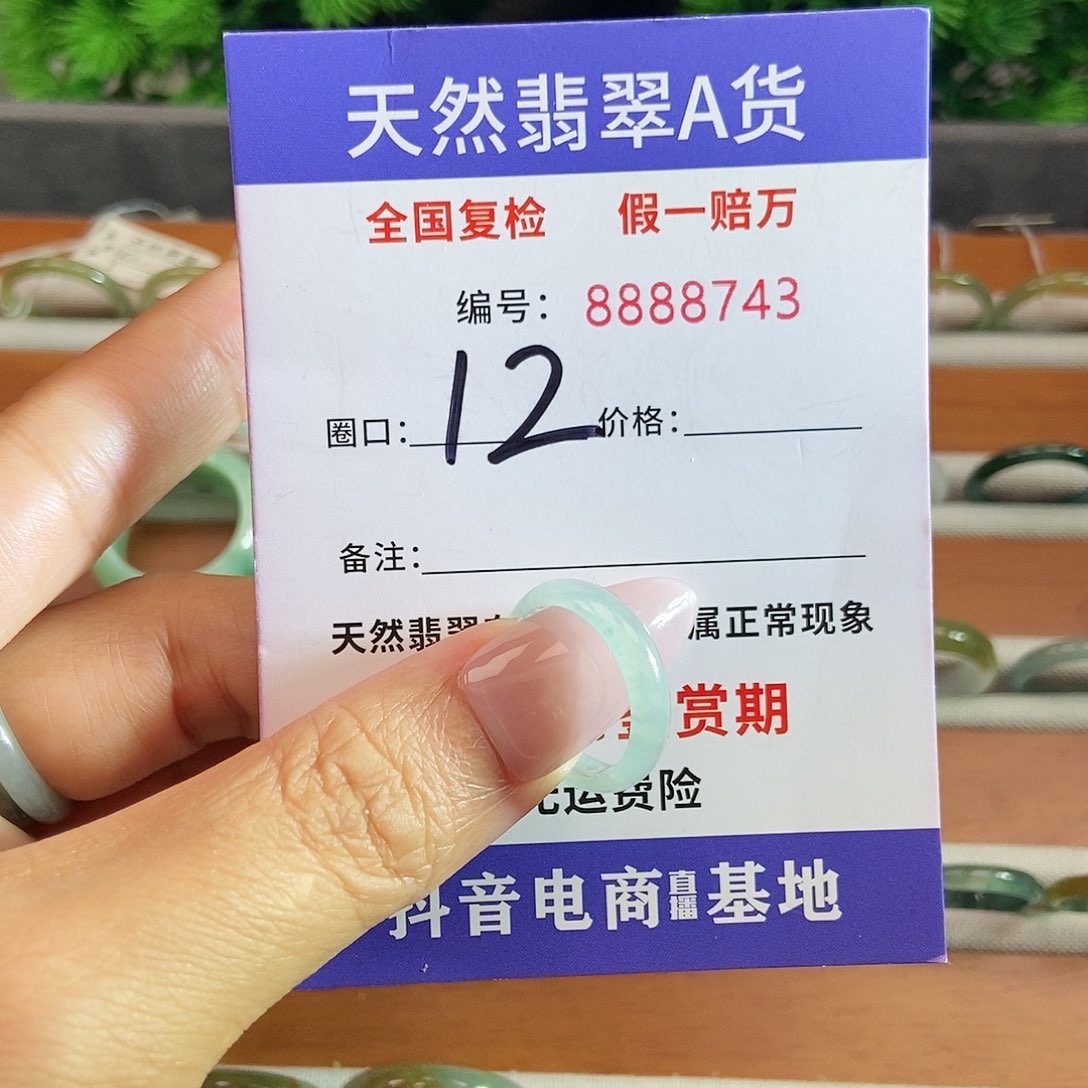 天然翡翠A货
全国复检 假一赔万
编号：8888743
圈口：12 价格：
备注：
天然翡翠 属正常现象
赏期
运费险
抖音电商直播基地